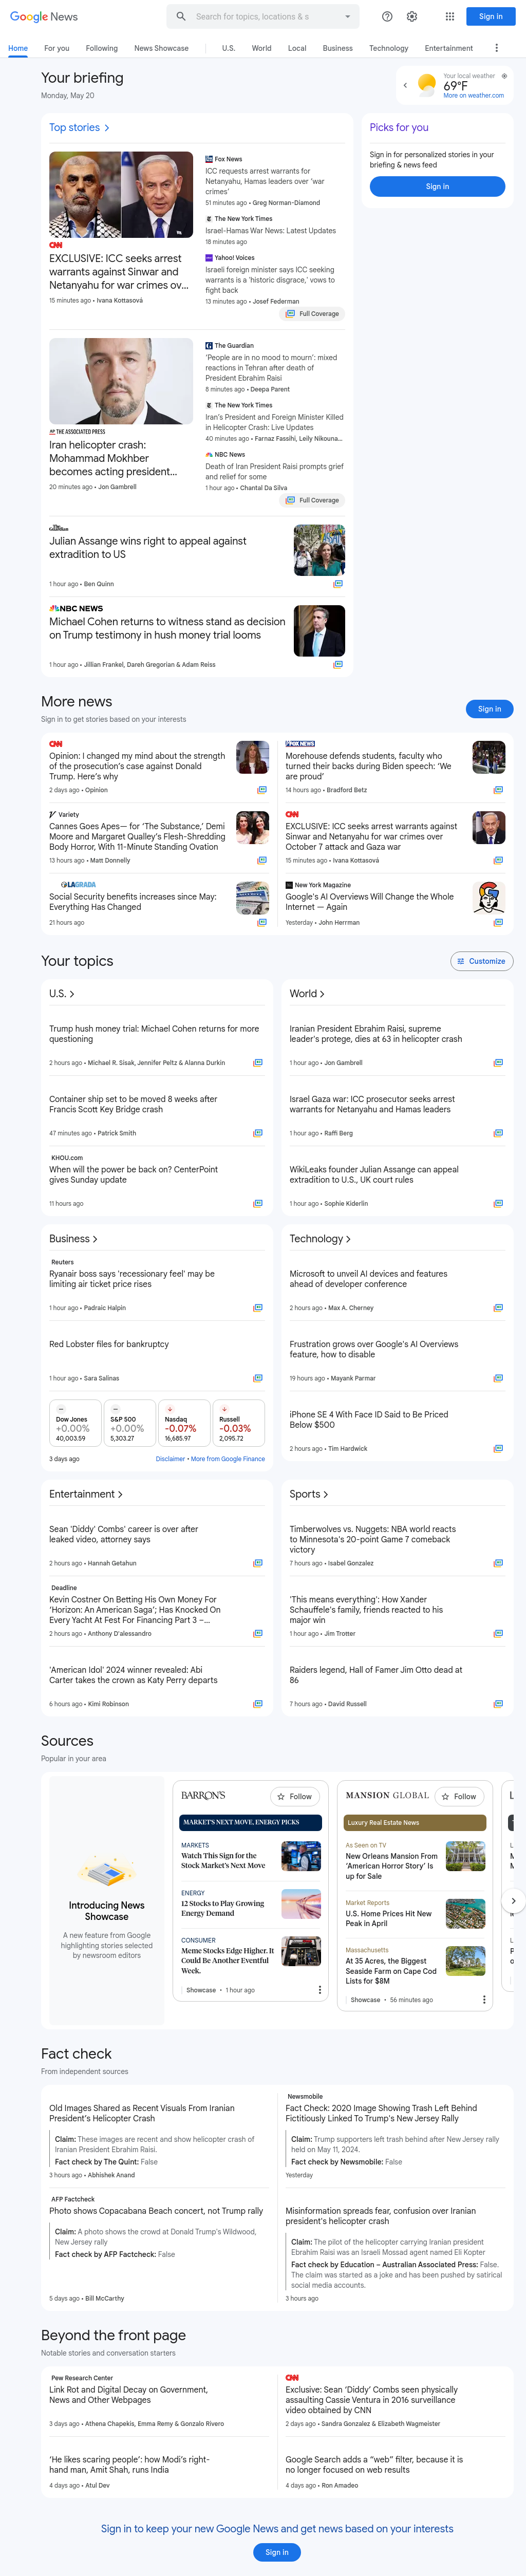 Google News
Search for topics, locations & s
Sign in
Home
For you
Following
News Showcase
U.S.
World
Local
Business
Technology
Entertainment
Your briefing
Monday, May 20
Your local weather
69°F
More on weather.com
Top stories
CNN
EXCLUSIVE: ICC seeks arrest
warrants against Sinwar and
Netanyahu for war crimes ov…
15 minutes ago • Ivana Kottasová
Fox News
ICC requests arrest warrants for
Netanyahu, Hamas leaders over ‘war
crimes’
51 minutes ago • Greg Norman-Diamond
The New York Times
Israel-Hamas War News: Latest Updates
18 minutes ago
Yahoo! Voices
Israeli foreign minister says ICC seeking
warrants is a 'historic disgrace,' vows to
fight back
13 minutes ago • Josef Federman
Full Coverage
Picks for you
Sign in for personalized stories in your
briefing & news feed
Sign in
AP THE ASSOCIATED PRESS
Iran helicopter crash:
Mohammad Mokhber
becomes acting president…
20 minutes ago • Jon Gambrell
The Guardian
‘People are in no mood to mourn’: mixed
reactions in Tehran after death of
President Ebrahim Raisi
8 minutes ago • Deepa Parent
The New York Times
Iran’s President and Foreign Minister Killed
in Helicopter Crash: Live Updates
40 minutes ago • Farnaz Fassihi, Leily Nikouna…
NBC News
Death of Iran President Raisi prompts grief
and relief for some
1 hour ago • Chantal Da Silva
Full Coverage
The Guardian
Julian Assange wins right to appeal against
extradition to US
1 hour ago • Ben Quinn
NBC NEWS
Michael Cohen returns to witness stand as decision
on Trump testimony in hush money trial looms
1 hour ago • Jillian Frankel, Dareh Gregorian & Adam Reiss
More news
Sign in to get stories based on your interests
Sign in
CNN
Opinion: I changed my mind about the strength
of the prosecution’s case against Donald
Trump. Here’s why
2 days ago • Opinion
FOX NEWS
Morehouse defends students, faculty who
turned their backs during Biden speech: ‘We
are proud’
14 hours ago • Bradford Betz
Variety
Cannes Goes Apes— for ‘The Substance,’ Demi
Moore and Margaret Qualley’s Flesh-Shredding
Body Horror, With 11-Minute Standing Ovation
13 hours ago • Matt Donnelly
CNN
EXCLUSIVE: ICC seeks arrest warrants against
Sinwar and Netanyahu for war crimes over
October 7 attack and Gaza war
15 minutes ago • Ivana Kottasová
LAGRADA
Social Security benefits increases since May:
Everything Has Changed
21 hours ago
New York Magazine
Google's AI Overviews Will Change the Whole
Internet — Again
Yesterday • John Herrman
Your topics
Customize
U.S.
Trump hush money trial: Michael Cohen returns for more
questioning
2 hours ago • Michael R. Sisak, Jennifer Peltz & Alanna Durkin
Container ship set to be moved 8 weeks after
Francis Scott Key Bridge crash
47 minutes ago • Patrick Smith
KHOU.com
When will the power be back on? CenterPoint
gives Sunday update
11 hours ago
World
Iranian President Ebrahim Raisi, supreme
leader's protege, dies at 63 in helicopter crash
1 hour ago • Jon Gambrell
Israel Gaza war: ICC prosecutor seeks arrest
warrants for Netanyahu and Hamas leaders
1 hour ago • Raffi Berg
WikiLeaks founder Julian Assange can appeal
extradition to U.S., UK court rules
1 hour ago • Sophie Kiderlin
Business
Reuters
Ryanair boss says 'recessionary feel' may be
limiting air ticket price rises
1 hour ago • Padraic Halpin
Red Lobster files for bankruptcy
1 hour ago • Sara Salinas
Dow Jones
+0.00%
40,003.59
S&P 500
+0.00%
5,303.27
Nasdaq
-0.07%
16,685.97
Russell
-0.03%
2,095.72
3 days ago
Disclaimer • More from Google Finance
Technology
Microsoft to unveil AI devices and features
ahead of developer conference
2 hours ago • Max A. Cherney
Frustration grows over Google's AI Overviews
feature, how to disable
19 hours ago • Mayank Parmar
iPhone SE 4 With Face ID Said to Be Priced
Below $500
2 hours ago • Tim Hardwick
Entertainment
Sean 'Diddy' Combs' career is over after
leaked video, attorney says
2 hours ago • Hannah Getahun
Deadline
Kevin Costner On Betting His Own Money For
‘Horizon: An American Saga’; Has Knocked On
Every Yacht At Fest For Financing Part 3 –…
2 hours ago • Anthony D'alessandro
'American Idol' 2024 winner revealed: Abi
Carter takes the crown as Katy Perry departs
6 hours ago • Kimi Robinson
Sports
Timberwolves vs. Nuggets: NBA world reacts
to Minnesota's 20-point Game 7 comeback
victory
7 hours ago • Isabel Gonzalez
'This means everything': How Xander
Schauffele's family, friends reacted to his
major win
1 hour ago • Jim Trotter
Raiders legend, Hall of Famer Jim Otto dead at
86
7 hours ago • David Russell
Sources
Popular in your area
Introducing News
Showcase
A new feature from Google
highlighting stories selected
by newsroom editors
BARRON'S
Follow
MARKET'S NEXT MOVE, ENERGY PICKS
MARKETS
Watch This Sign for the
Stock Market's Next Move
ENERGY
12 Stocks to Play Growing
Energy Demand
CONSUMER
Meme Stocks Edge Higher. It
Could Be Another Eventful
Week.
Showcase • 1 hour ago
MANSION GLOBAL
Follow
Luxury Real Estate News
As Seen on TV
New Orleans Mansion From
‘American Horror Story’ Is
up for Sale
Market Reports
U.S. Home Prices Hit New
Peak in April
Massachusetts
At 35 Acres, the Biggest
Seaside Farm on Cape Cod
Lists for $8M
Showcase • 56 minutes ago
Fact check
From independent sources
Old Images Shared as Recent Visuals From Iranian
President’s Helicopter Crash
Claim: These images are recent and show helicopter crash of
Iranian President Ebrahim Raisi.
Fact check by The Quint: False
3 hours ago • Abhishek Anand
Newsmobile
Fact Check: 2020 Image Showing Trash Left Behind
Fictitiously Linked To Trump's New Jersey Rally
Claim: Trump supporters left trash behind after New Jersey rally
held on May 11, 2024.
Fact check by Newsmobile: False
Yesterday
AFP Factcheck
Photo shows Copacabana Beach concert, not Trump rally
Claim: A photo shows the crowd at Donald Trump's Wildwood,
New Jersey rally
Fact check by AFP Factcheck: False
5 days ago • Bill McCarthy
Misinformation spreads fear, confusion over Iranian
president's helicopter crash
Claim: The pilot of the helicopter carrying Iranian president
Ebrahim Raisi was an Israeli Mossad agent named Eli Kopter
Fact check by Education – Australian Associated Press: False.
The claim was started as a joke and has been pushed by satirical
social media accounts.
3 hours ago
Beyond the front page
Notable stories and conversation starters
Pew Research Center
Link Rot and Digital Decay on Government,
News and Other Webpages
3 days ago • Athena Chapekis, Emma Remy & Gonzalo Rivero
CNN
Exclusive: Sean ‘Diddy’ Combs seen physically
assaulting Cassie Ventura in 2016 surveillance
video obtained by CNN
2 days ago • Sandra Gonzalez & Elizabeth Wagmeister
‘He likes scaring people’: how Modi’s right-
hand man, Amit Shah, runs India
4 days ago • Atul Dev
Google Search adds a “web” filter, because it is
no longer focused on web results
4 days ago • Ron Amadeo
Sign in to keep your new Google News and get news based on your interests
Sign in